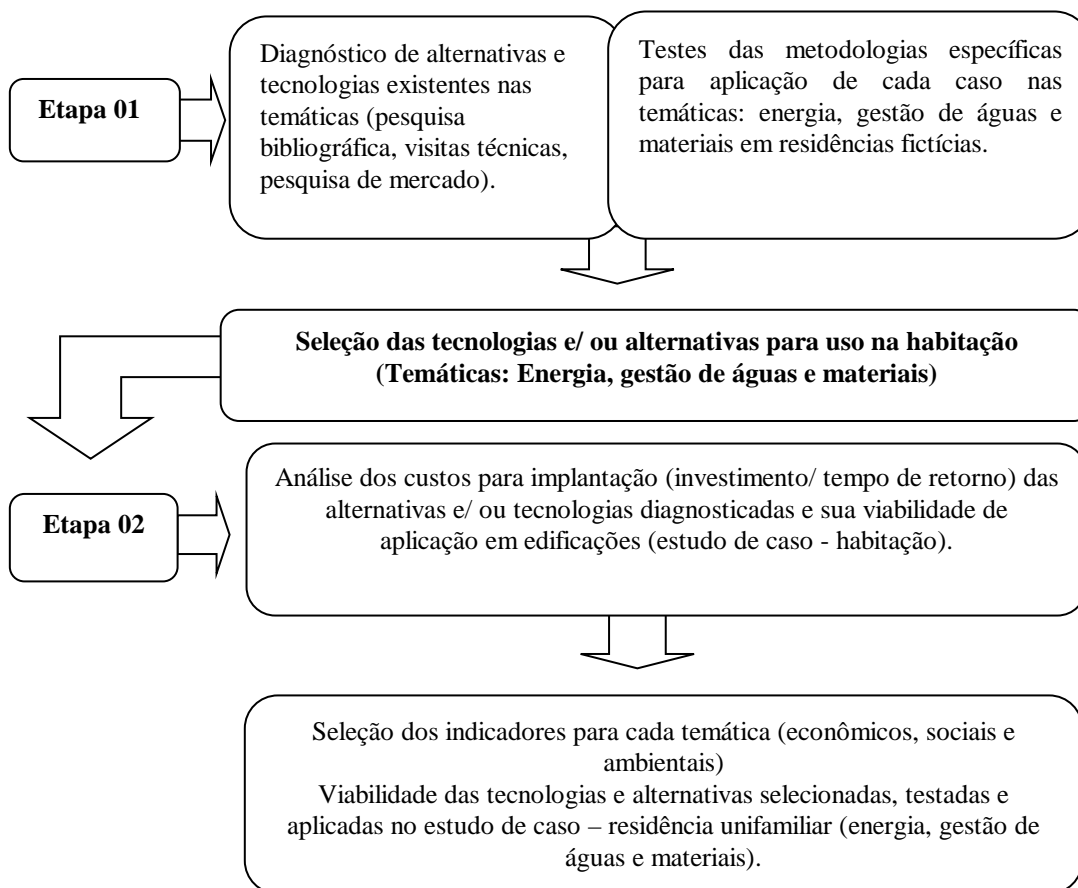 Etapa 01
Diagnóstico de alternativas e
tecnologias existentes nas
temáticas (pesquisa
bibliográfica, visitas técnicas,
pesquisa de mercado).
Testes das metodologias específicas
para aplicação de cada caso nas
temáticas: energia, gestão de águas e
materiais em residências fictícias.
Seleção das tecnologias e/ ou alternativas para uso na habitação
(Temáticas: Energia, gestão de águas e materiais)
Etapa 02
Análise dos custos para implantação (investimento/ tempo de retorno) das
alternativas e/ ou tecnologias diagnosticadas e sua viabilidade de
aplicação em edificações (estudo de caso - habitação).
Seleção dos indicadores para cada temática (econômicos, sociais e
ambientais)
Viabilidade das tecnologias e alternativas selecionadas, testadas e
aplicadas no estudo de caso – residência unifamiliar (energia, gestão de
águas e materiais).